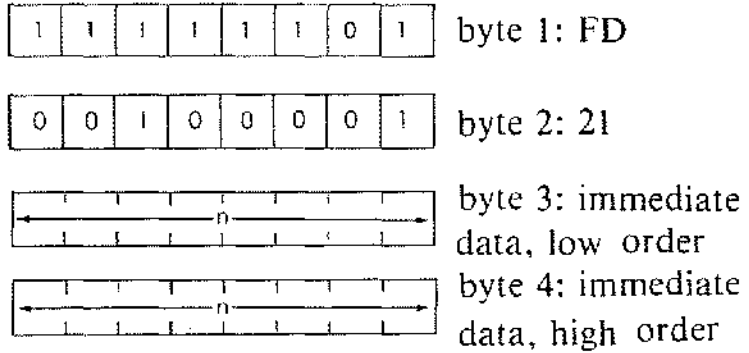 1 1 1 1 1 1 0 1 byte 1: FD
0 0 1 0 0 0 0 1 byte 2: 21
n byte 3: immediate
data, low order
n byte 4: immediate
data, high order